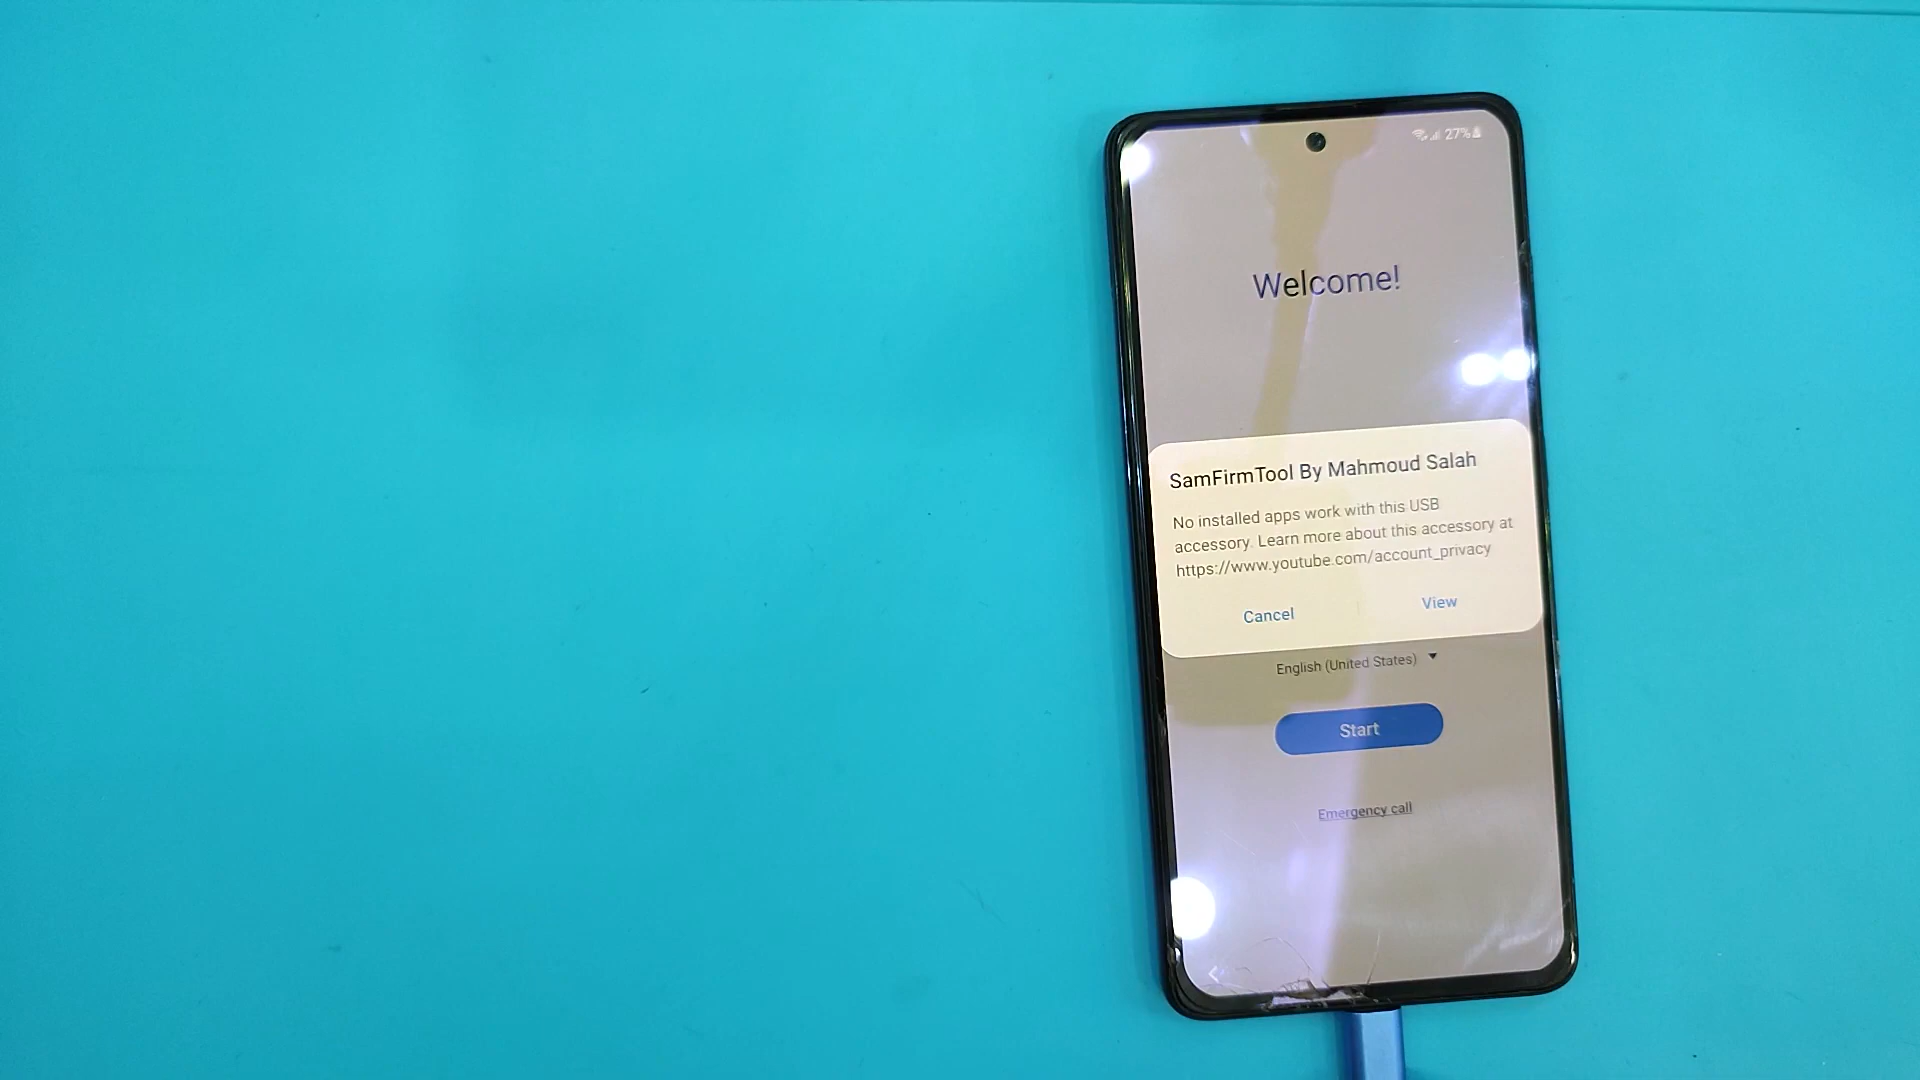 27%
Welcome!
SamFirmTool By Mahmoud Salah
No installed apps work with this USB
accessory. Learn more about this accessory at
https://www.youtube.com/account_privacy
Cancel
View
English (United States)
Start
Emergency call